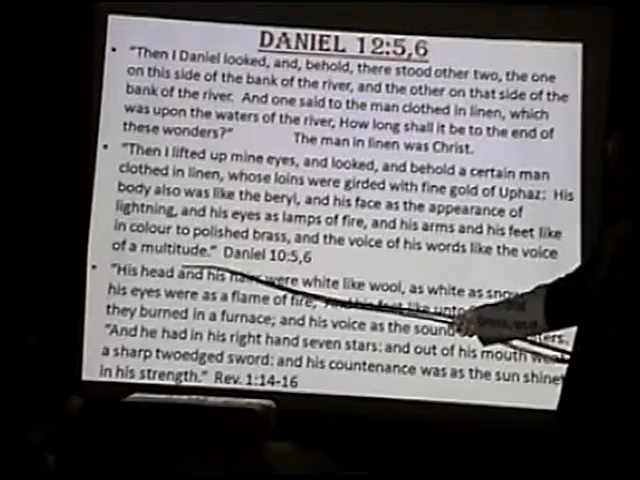 DANIEL 12:5,6
• "Then I Daniel looked, and, behold, there stood other two, the one
on this side of the bank of the river, and the other on that side of the
bank of the river. And one said to the man clothed in linen, which
was upon the waters of the river, How long shall it be to the end of
these wonders?" The man in linen was Christ.
• "Then I lifted up mine eyes, and looked, and behold a certain man
clothed in linen, whose loins were girded with fine gold of Uphaz: His
body also was like the beryl, and his face as the appearance of
lightning, and his eyes as lamps of fire, and his arms and his feet like
in colour to polished brass, and the voice of his words like the voice
of a multitude." Daniel 10:5,6
• "His head and his hairs were white like wool, as white as snow
his eyes were as a flame of fire; And his feet like unto
they burned in a furnace; and his voice as the sound
"And he had in his right hand seven stars: and out of his mouth went
a sharp twoedged sword: and his countenance was as the sun shine
in his strength." Rev. 1:14-16